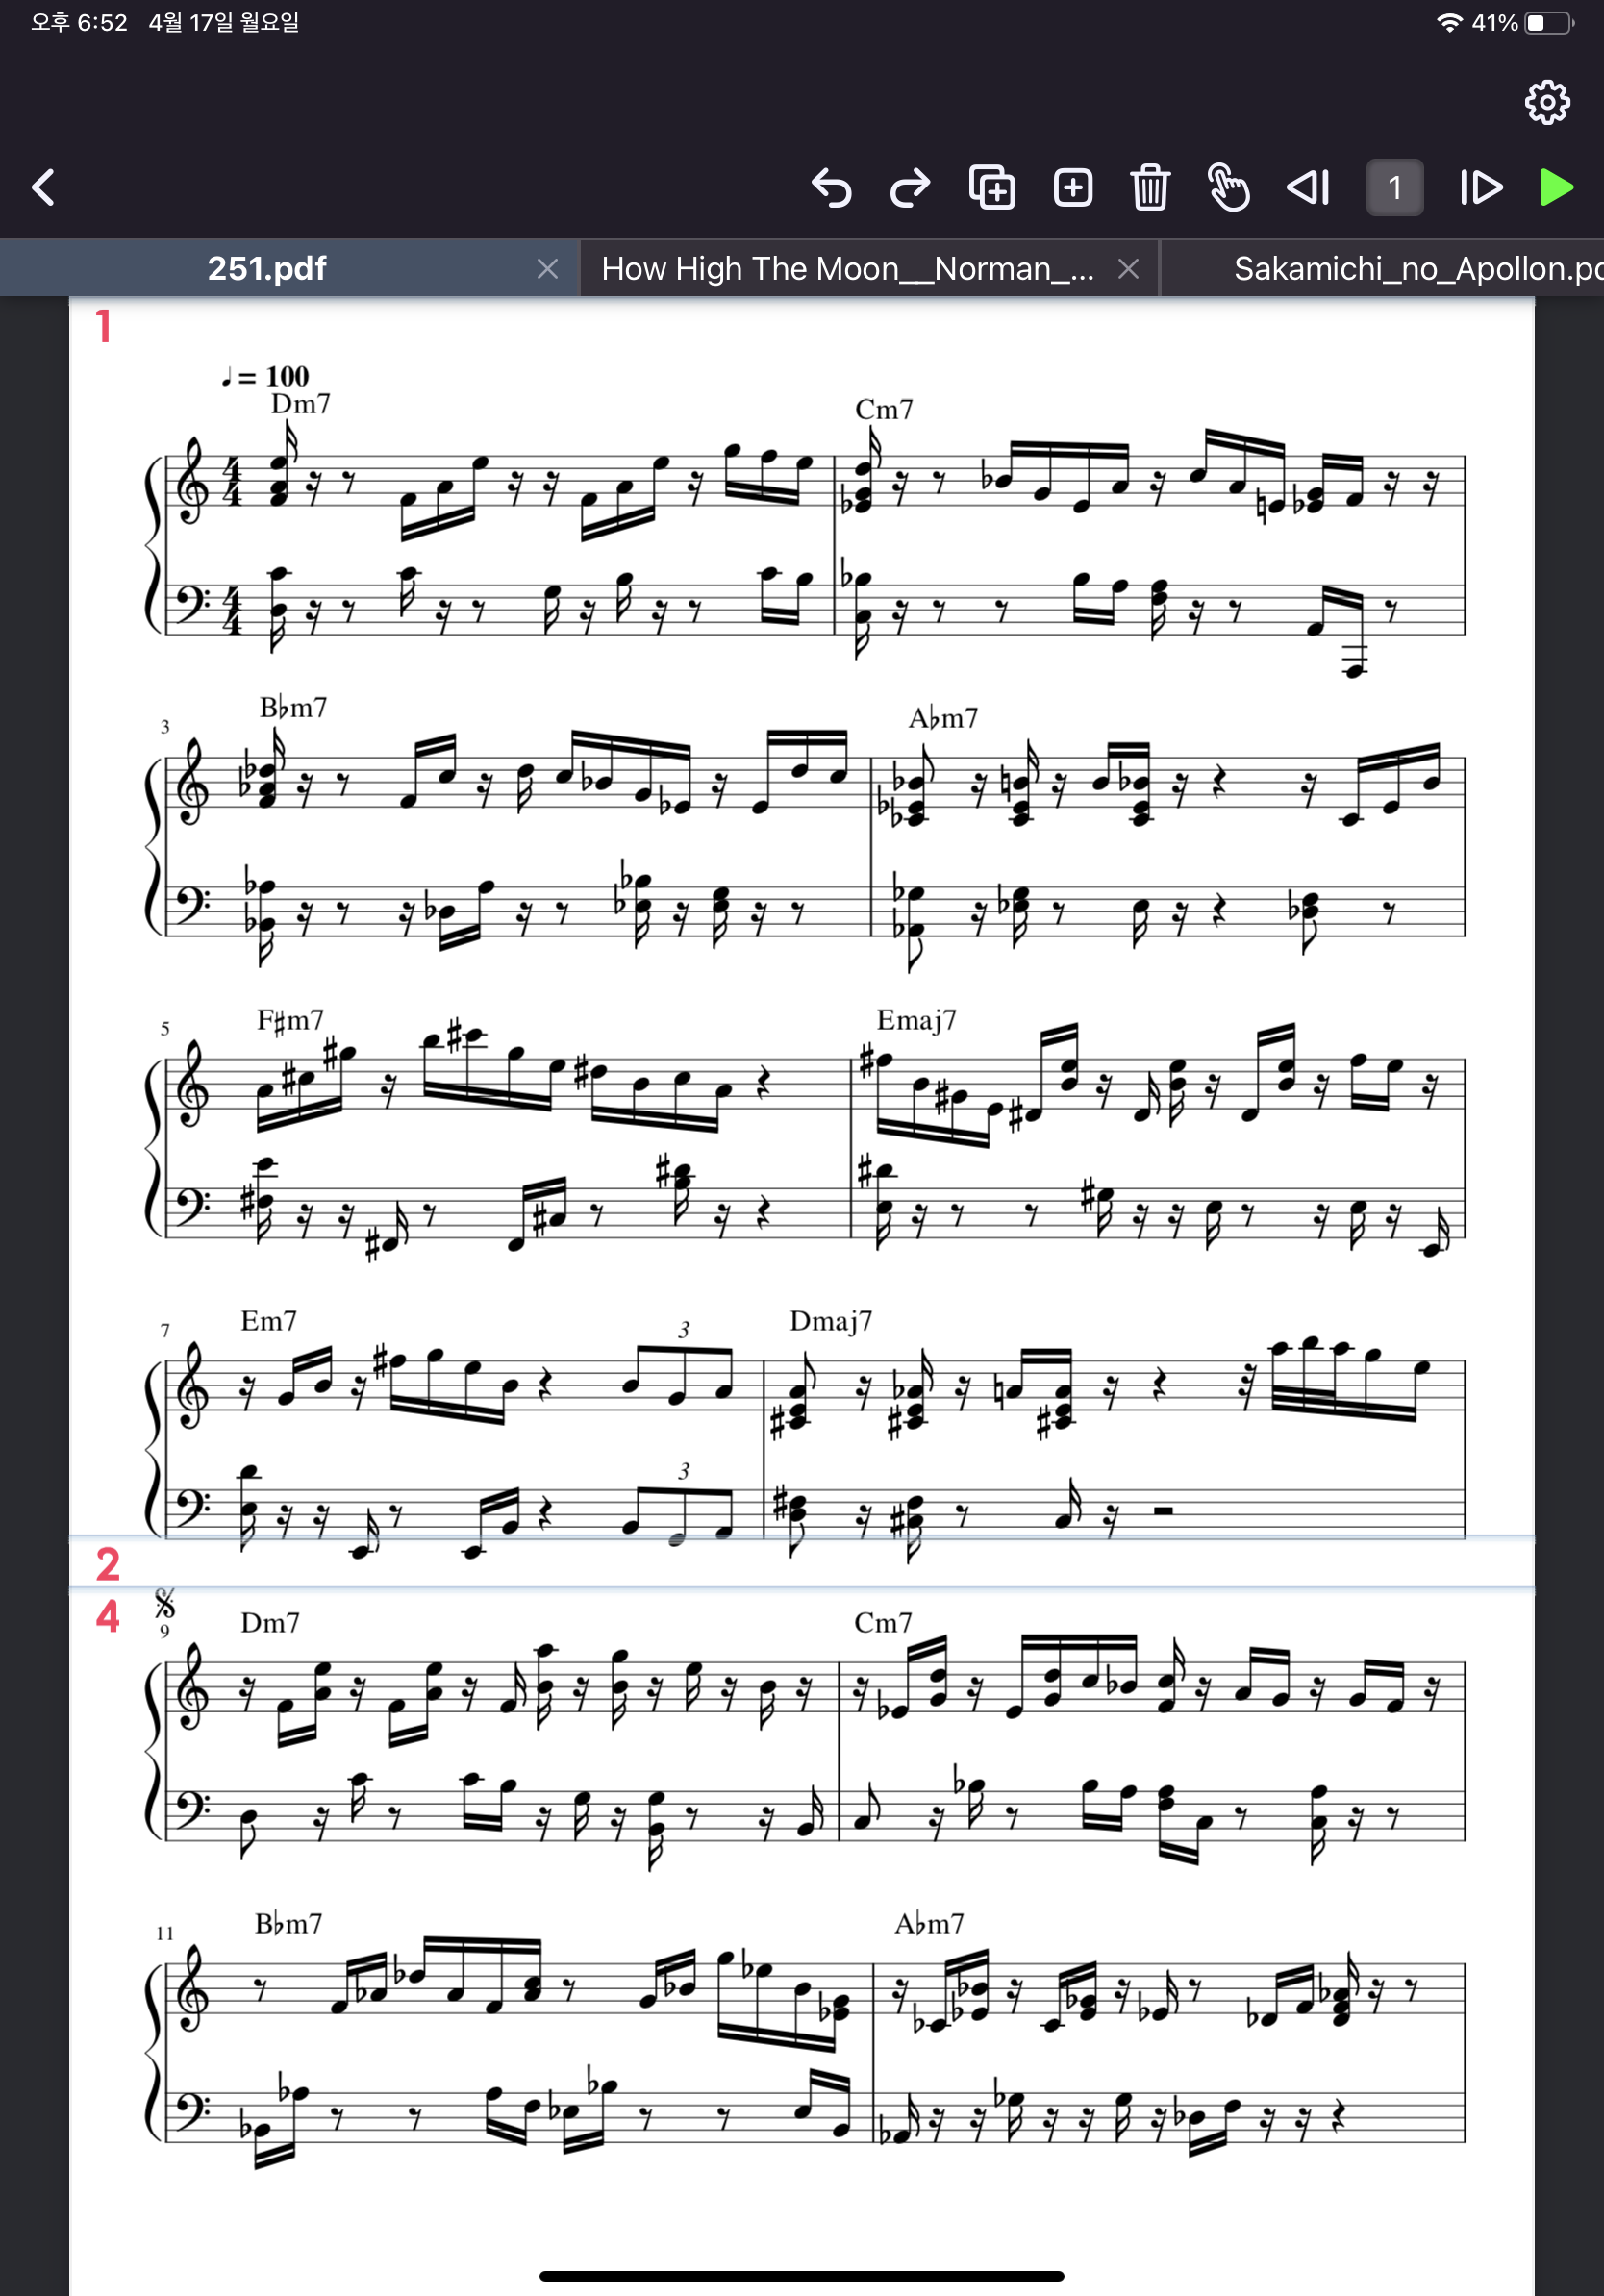 오후 6:52 4월 17일 월요일 41%
1
251.pdf How High The Moon__Norman_... Sakamichi_no_Apollon.pd
1
♩= 100
Dm7 Cm7
4 4
4 4
3
B♭m7 A♭m7
5
F♯m7 Emaj7
7
Em7 3 Dmaj7
3
2
4
9
Dm7 Cm7
11
B♭m7 A♭m7